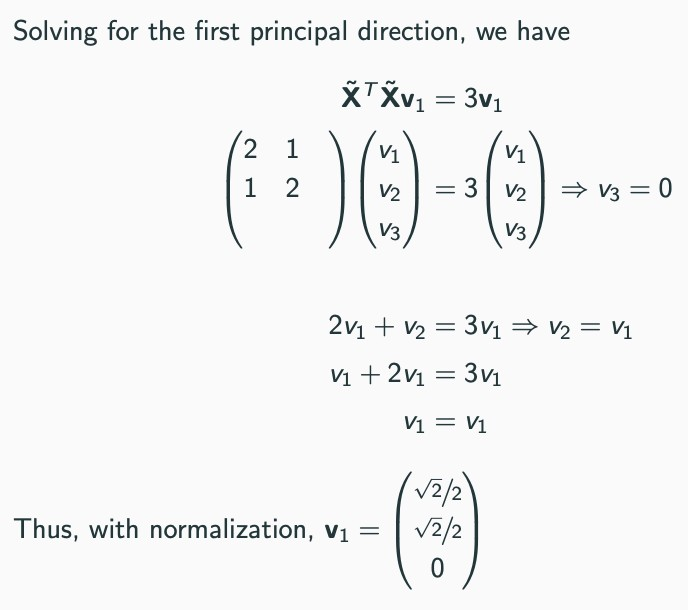 Solving for the first principal direction, we have
X̃ᵀX̃v₁ = 3v₁
(2 1; 1 2) (v₁; v₂; v₃) = 3 (v₁; v₂; v₃) ⇒ v₃ = 0
2v₁ + v₂ = 3v₁ ⇒ v₂ = v₁
v₁ + 2v₁ = 3v₁
v₁ = v₁
Thus, with normalization, v₁ = (√2/2; √2/2; 0)